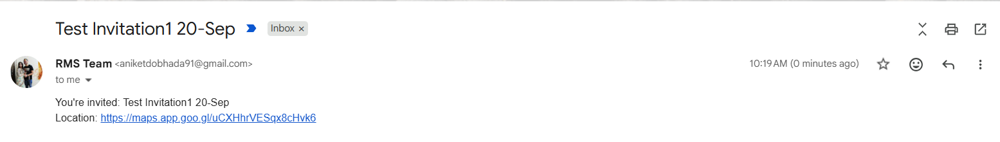 Test Invitation1 20-Sep Inbox ×
RMS Team <aniketdobhada91@gmail.com> 10:19 AM (0 minutes ago)
to me
You're invited: Test Invitation1 20-Sep
Location: https://maps.app.goo.gl/uCXHhrVESqx8cHvk6